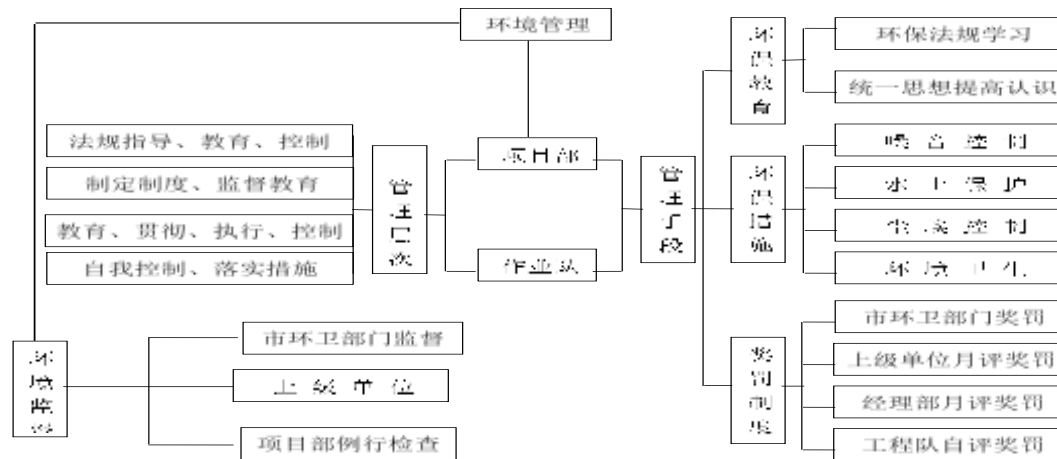 环境管理
环保教育
环保法规学习
统一思想提高认识
法规指导、教育、控制
制定制度、监督教育
教育、贯彻、执行、控制
自我控制、落实措施
管理层次
项目部
作业队
管理手段
环保措施
噪 音 控 制
水 土 保 护
控 制
环 境 卫 生
市环卫部门监督
上 级 单 位
项目部例行检查
奖罚制度
市环卫部门奖罚
上级单位月评奖罚
经理部月评奖罚
工程队自评奖罚